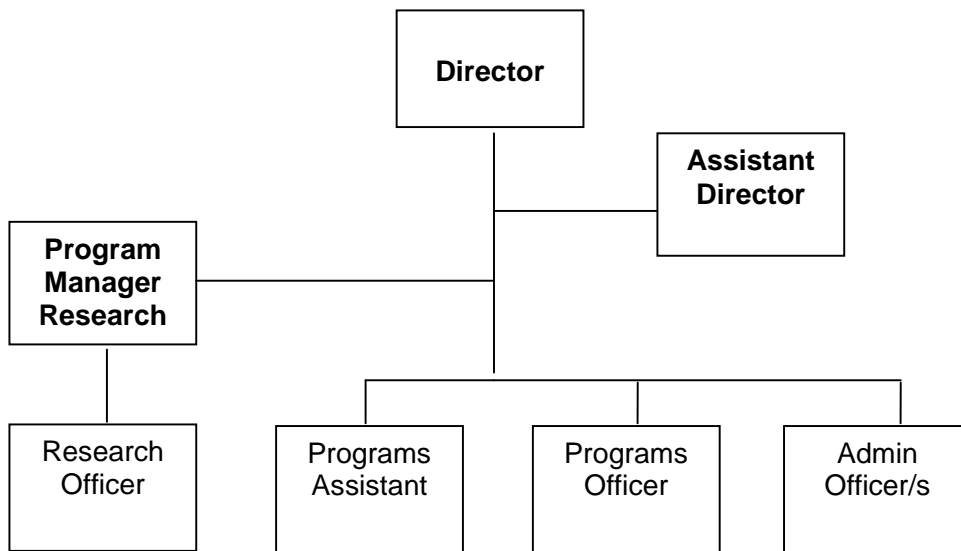 Director
Assistant
Director
Program
Manager
Research
Research
Officer
Programs
Assistant
Programs
Officer
Admin
Officer/s